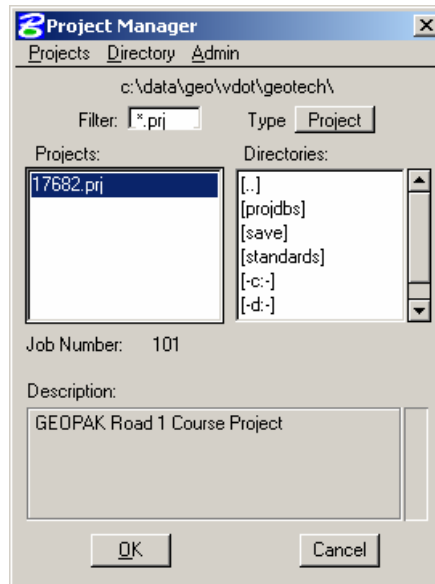 Project Manager
Projects Directory Admin
c:\data\geo\vdot\geotech\
Filter: *.prj Type Project
Projects: Directories:
17682.prj [..]
[projdbs]
[save]
[standards]
[-c:-]
[-d:-]
Job Number: 101
Description:
GEOPAK Road 1 Course Project
OK Cancel